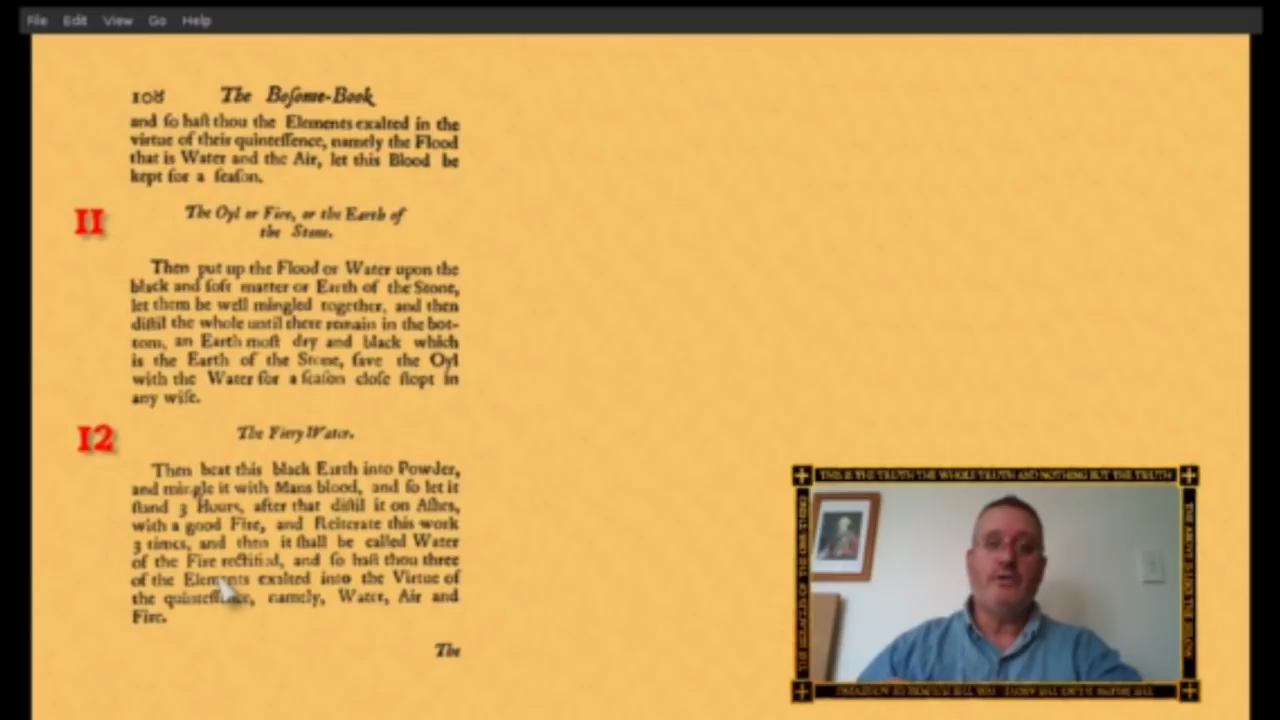 File Edit View Go Help
108 The Boſome-Book
and ſo haſt thou the Elements exalted in the
virtue of theis quinteſſence, namely the Flood
that is Water and the Air, let this Blood be
kept for a ſeaſon.
11
The Oyl or Fire, or the Earth of
the Stone.
Then put up the Flood or Water upon the
black and ſoft matter or Earth of the Stone,
let them be well mingled together, and then
diſtil the whole until there remain in the bot-
tom, an Earth moſt dry and black which
is the Earth of the Stone, ſave the Oyl
with the Water for a ſeaſon cloſe ſtopt in
any wiſe.
12
The Fiery Water.
Then beat this black Earth into Powder,
and mingle it with Mans blood, and ſo let it
ſtand 3 Hours, after that diſtil it on Aſhes,
with a good Fire, and Reiterate this work
3 times, and then it ſhall be called Water
of the Fire rectified, and ſo haſt thou three
of the Elements exalted into the Virtue of
the quinteſſence, namely, Water, Air and
Fire.
The
THIS IS THE TRUTH THE WHOLE TRUTH AND NOTHING BUT THE TRUTH